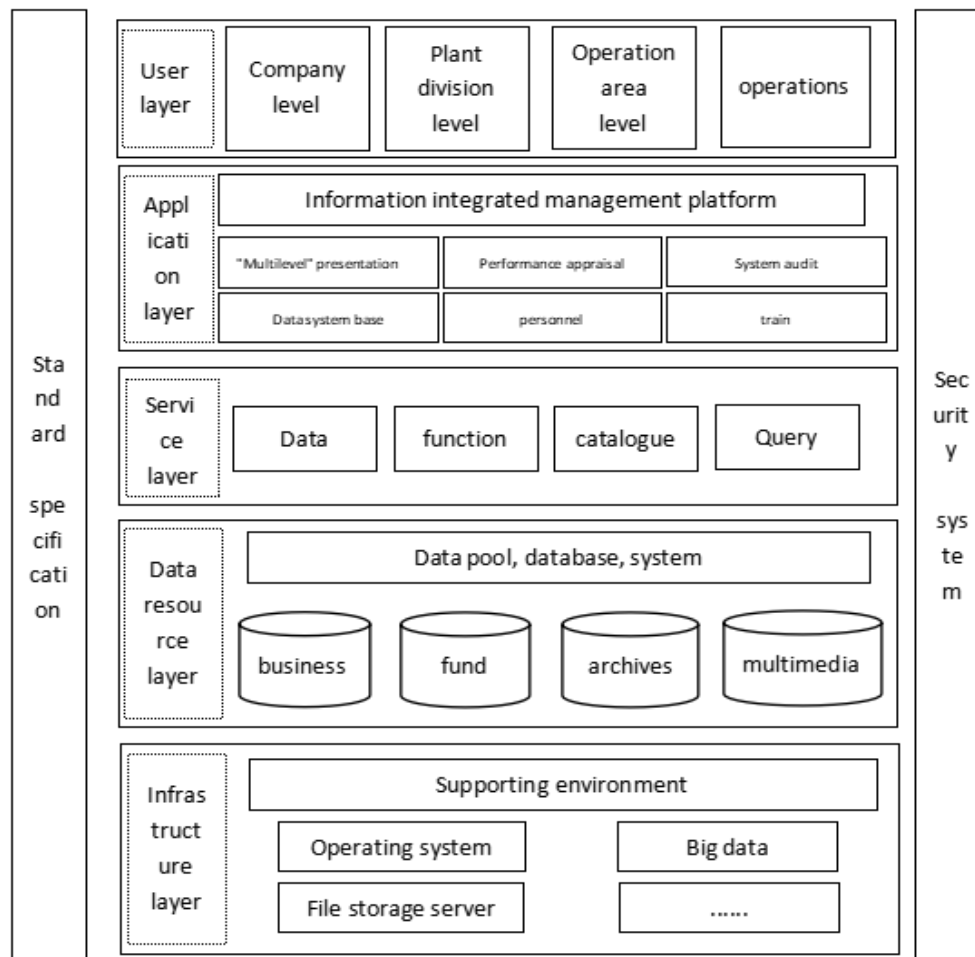 Sta
nd
ard
spe
cifi
cati
on
User
layer
Company
level
Plant
division
level
Operation
area
level
operations
Appl
icati
on
layer
Information integrated management platform
"Multilevel" presentation
Performance appraisal
System audit
Data system base
personnel
train
Servi
ce
layer
Data
function
catalogue
Query
Data
resou
rce
layer
Data pool, database, system
business
fund
archives
multimedia
Infras
truct
ure
layer
Supporting environment
Operating system
Big data
File storage server
......
Sec
urit
y
sys
te
m